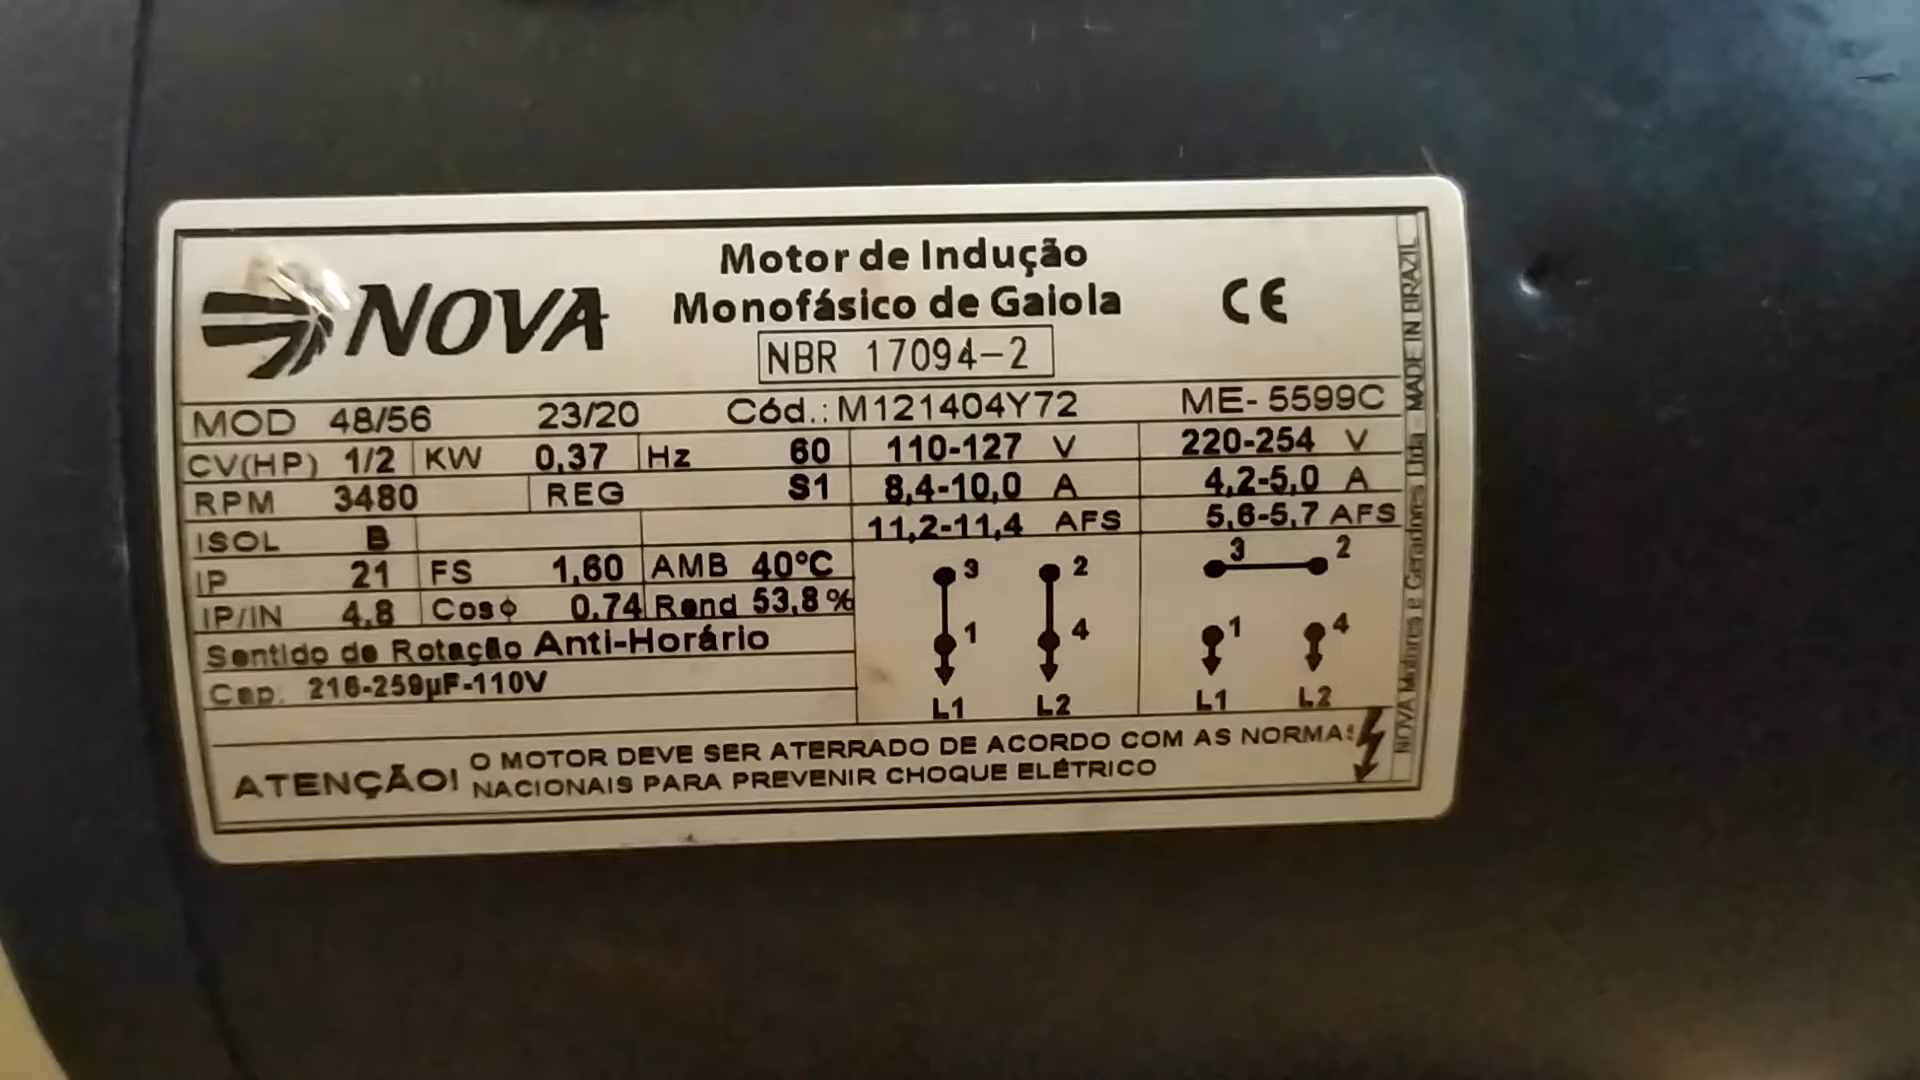 NOVA
Motor de Indução
Monofásico de Gaiola
NBR 17094-2
CE
MOD 48/56 23/20 Cód.: M121404Y72 ME- 5599C
CV(HP) 1/2 KW 0,37 Hz 60 110-127 V 220-254 V
RPM 3480 REG S1 8,4-10,0 A 4,2-5,0 A
ISOL B 11,2-11,4 AFS 5,6-5,7 AFS
IP 21 FS 1,60 AMB 40°C
IP/IN 4.8 Cosφ 0.74 Rend 53,8%
Sentido de Rotação Anti-Horário
Cap. 216-259µF-110V
3 2 3 2
1 4 1 4
L1 L2 L1 L2
ATENÇÃO! O MOTOR DEVE SER ATERRADO DE ACORDO COM AS NORMAS
NACIONAIS PARA PREVENIR CHOQUE ELÉTRICO
NOVA Motores e Geradores Ltda - MADE IN BRAZIL